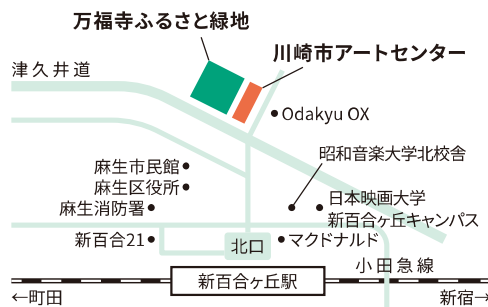 万福寺ふるさと緑地
川崎市アートセンター
津久井道
Odakyu OX
昭和音楽大学北校舎
麻生市民館
麻生区役所
麻生消防署
日本映画大学
新百合ヶ丘キャンパス
新百合21
北口
マクドナルド
小田急線
新百合ヶ丘駅
←町田
新宿→